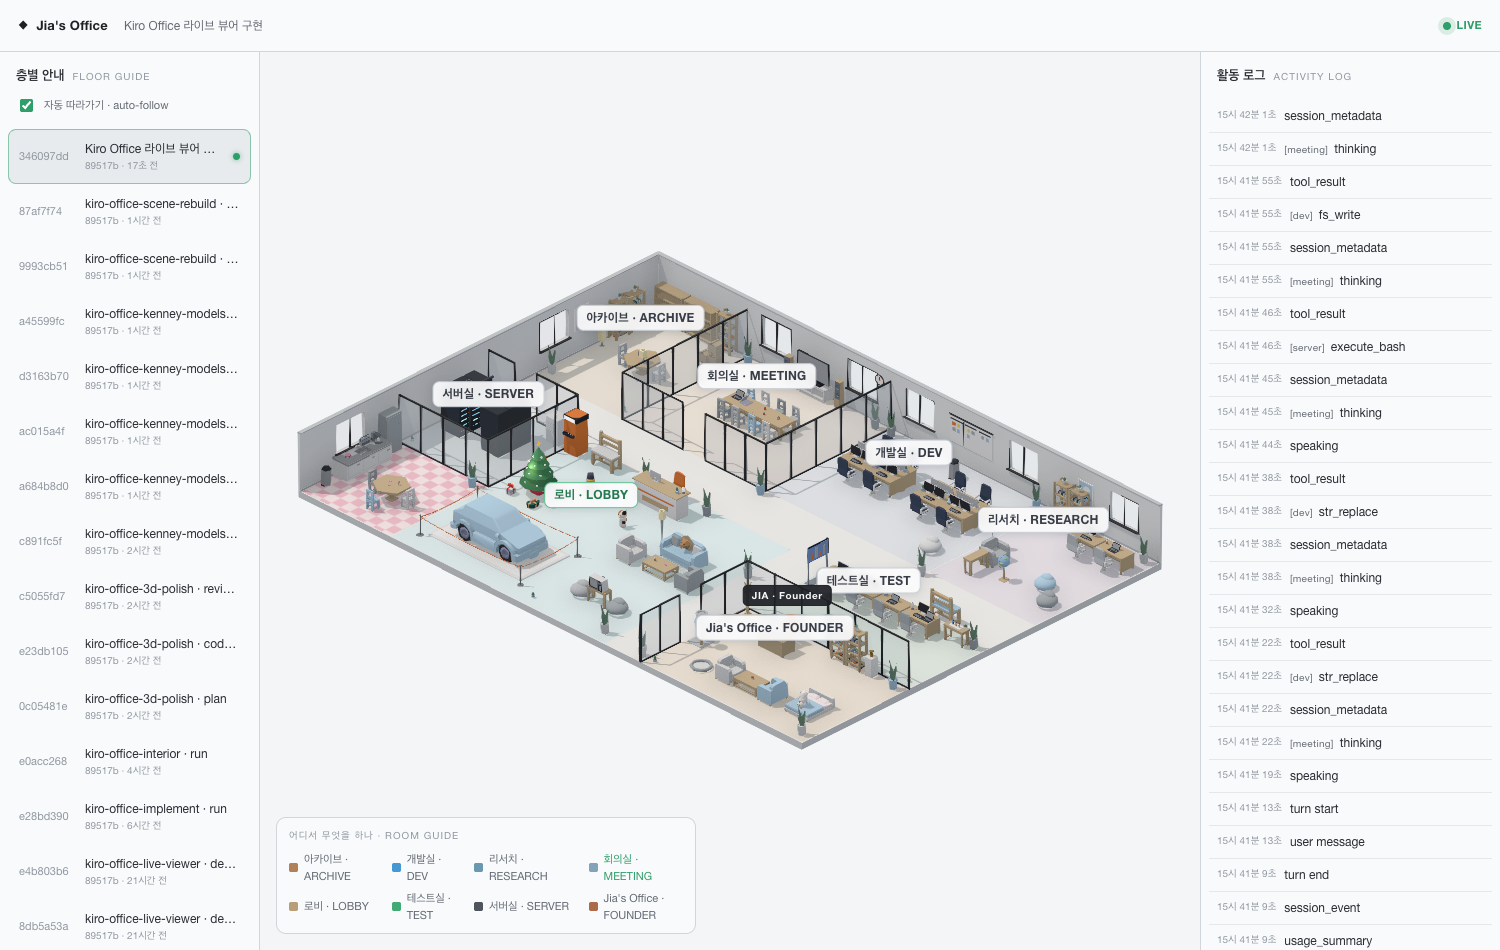 Jia's Office
Kiro Office 라이브 뷰어 구현
LIVE
층별 안내 FLOOR GUIDE
자동 따라가기 · auto-follow
346097dd
Kiro Office 라이브 뷰어 …
89517b · 17초 전
87af7f74
kiro-office-scene-rebuild · …
89517b · 1시간 전
9993cb51
kiro-office-scene-rebuild · …
89517b · 1시간 전
a45599fc
kiro-office-kenney-models…
89517b · 1시간 전
d3163b70
kiro-office-kenney-models…
89517b · 1시간 전
ac015a4f
kiro-office-kenney-models…
89517b · 1시간 전
a684b8d0
kiro-office-kenney-models…
89517b · 1시간 전
c891fc5f
kiro-office-kenney-models…
89517b · 2시간 전
c5055fd7
kiro-office-3d-polish · revi…
89517b · 2시간 전
e23db105
kiro-office-3d-polish · cod…
89517b · 2시간 전
0c05481e
kiro-office-3d-polish · plan
89517b · 2시간 전
e0acc268
kiro-office-interior · run
89517b · 4시간 전
e28bd390
kiro-office-implement · run
89517b · 6시간 전
e4b803b6
kiro-office-live-viewer · de…
89517b · 21시간 전
8db5a53a
kiro-office-live-viewer · de…
89517b · 21시간 전
아카이브 · ARCHIVE
회의실 · MEETING
서버실 · SERVER
개발실 · DEV
로비 · LOBBY
리서치 · RESEARCH
테스트실 · TEST
JIA · Founder
Jia's Office · FOUNDER
어디서 무엇을 하나 · ROOM GUIDE
아카이브 ·
ARCHIVE
개발실 ·
DEV
리서치 ·
RESEARCH
회의실 ·
MEETING
로비 · LOBBY
테스트실 ·
TEST
서버실 · SERVER
Jia's Office ·
FOUNDER
활동 로그 ACTIVITY LOG
15시 42분 1초 session_metadata
15시 42분 1초 [meeting] thinking
15시 41분 55초 tool_result
15시 41분 55초 [dev] fs_write
15시 41분 55초 session_metadata
15시 41분 55초 [meeting] thinking
15시 41분 46초 tool_result
15시 41분 46초 [server] execute_bash
15시 41분 45초 session_metadata
15시 41분 45초 [meeting] thinking
15시 41분 44초 speaking
15시 41분 38초 tool_result
15시 41분 38초 [dev] str_replace
15시 41분 38초 session_metadata
15시 41분 38초 [meeting] thinking
15시 41분 32초 speaking
15시 41분 22초 tool_result
15시 41분 22초 [dev] str_replace
15시 41분 22초 session_metadata
15시 41분 22초 [meeting] thinking
15시 41분 19초 speaking
15시 41분 13초 turn start
15시 41분 13초 user message
15시 41분 9초 turn end
15시 41분 9초 session_event
15시 41분 9초 usage_summary